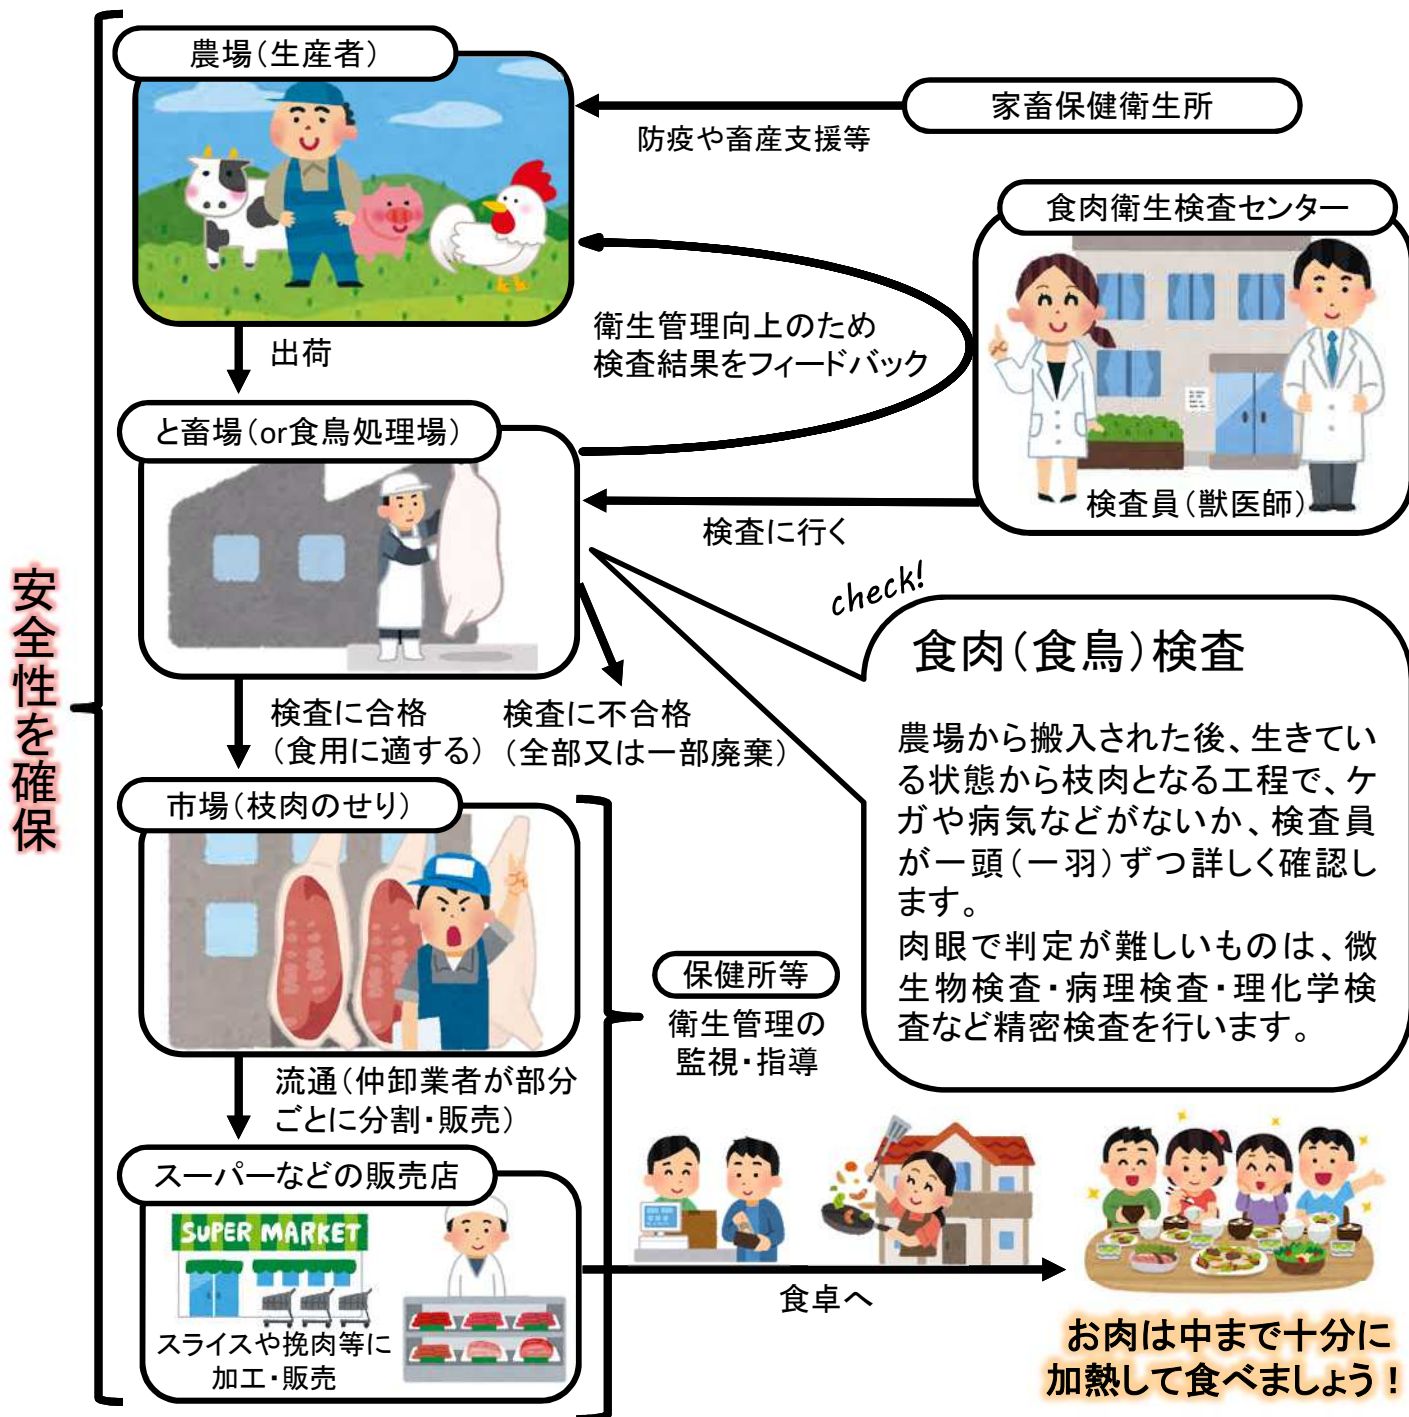 農場（生産者）
家畜保健衛生所
防疫や畜産支援等
食肉衛生検査センター
衛生管理向上のため
検査結果をフィードバック
出荷
と畜場（or食鳥処理場）
検査員（獣医師）
検査に行く
check!
食肉（食鳥）検査
農場から搬入された後、生きてい
る状態から枝肉となる工程で、ケ
ガや病気などがないか、検査員
が一頭（一羽）ずつ詳しく確認し
ます。
肉眼で判定が難しいものは、微
生物検査・病理検査・理化学検
査など精密検査を行います。
安全性を確保
検査に合格
（食用に適する）
検査に不合格
（全部又は一部廃棄）
市場（枝肉のせり）
保健所等
衛生管理の
監視・指導
流通（仲卸業者が部分
ごとに分割・販売）
スーパーなどの販売店
SUPER MARKET
スライスや挽肉等に
加工・販売
食卓へ
お肉は中まで十分に
加熱して食べましょう！